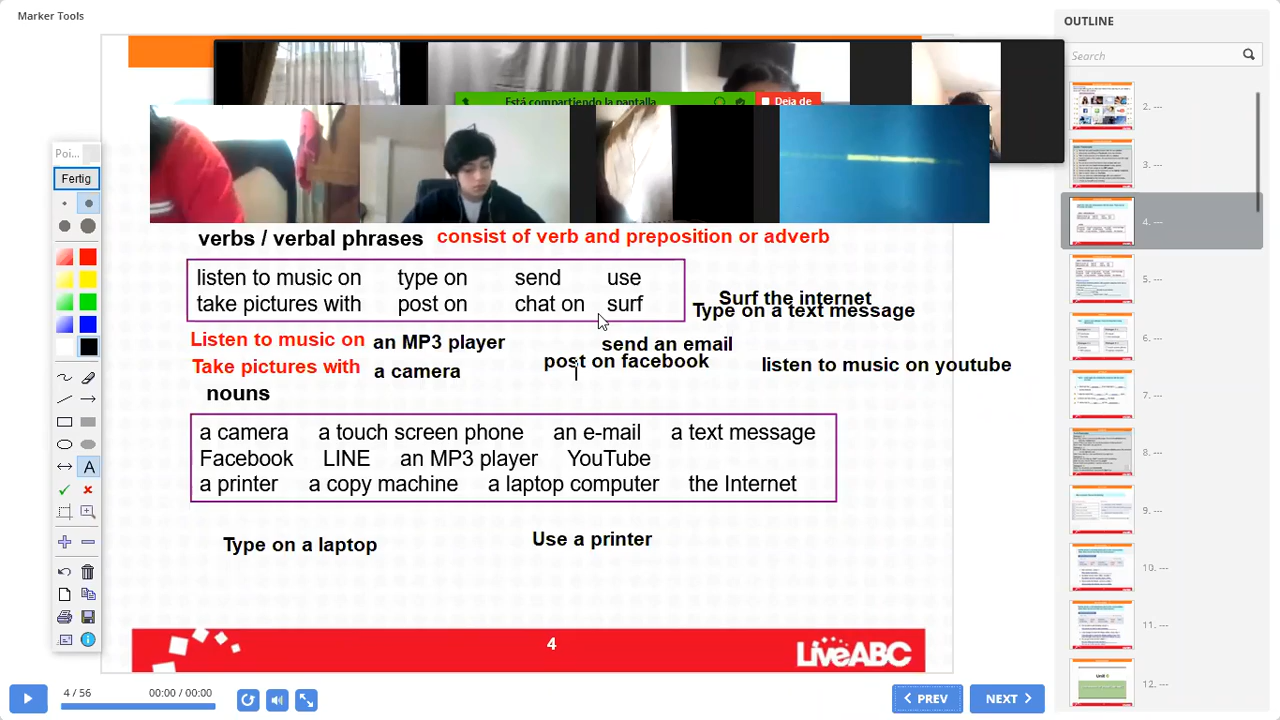 Marker Tools
OUTLINE
Search
Está compartiendo la pantalla
Deja de
Poi...
Fertig
A
verbs / verbal phras
consist of verb and preposition or adverb
listen to music on type on send use
take pictures with post on chat on surf
Surf the internet
Type on a text message
Listen to music on an MP3 player
send an email
post on facebook
listen to music on youtube
Take pictures with a camera
nouns
a camera a touch-screen phone an e-mail a text message
Facebook LINE an MP3 player YouTube
a printer a copy machine a laptop computer the Internet
Type on a laptop
Use a printer
4
LiveABC
2. ---
3. ---
4. ---
5. ---
6. ---
7. ---
8. ---
9. ---
10. ---
11. ---
12. ---
4 / 56
00:00 / 00:00
PREV
NEXT